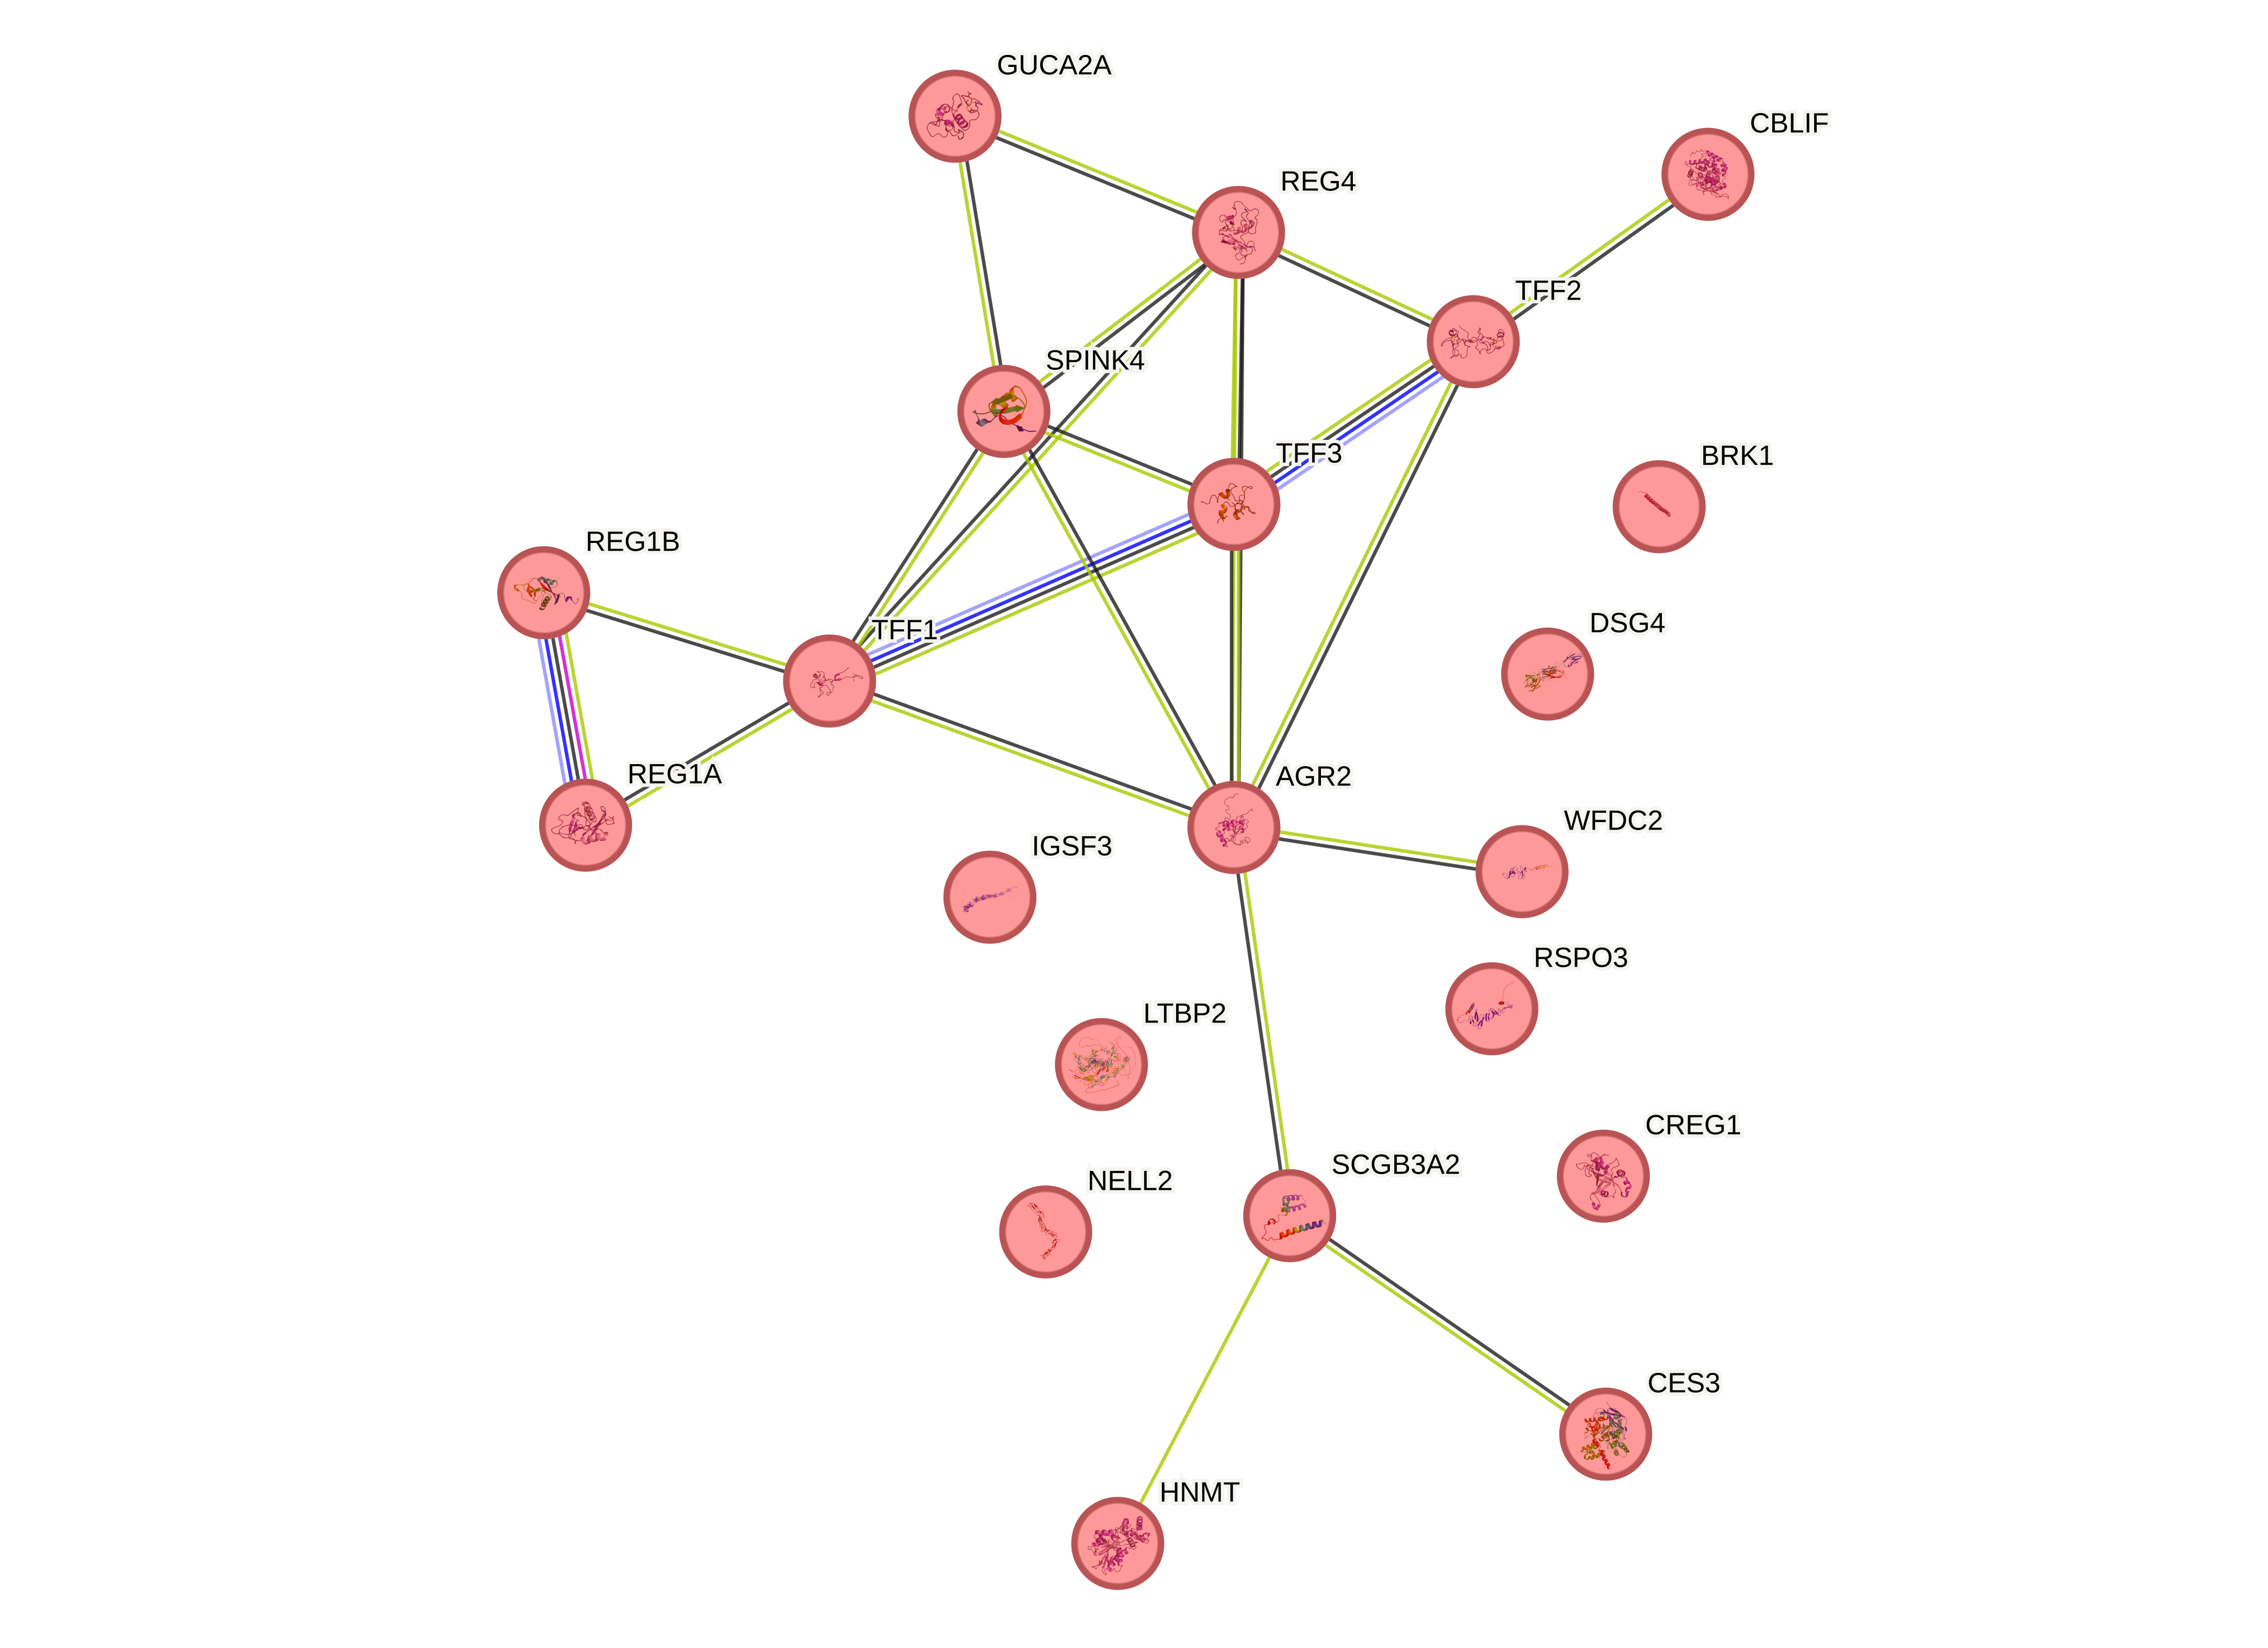 GUCA2A
CBLIF
REG4
TFF2
SPINK4
TFF3
BRK1
REG1B
DSG4
TFF1
REG1A
AGR2
WFDC2
IGSF3
RSPO3
LTBP2
CREG1
SCGB3A2
NELL2
CES3
HNMT